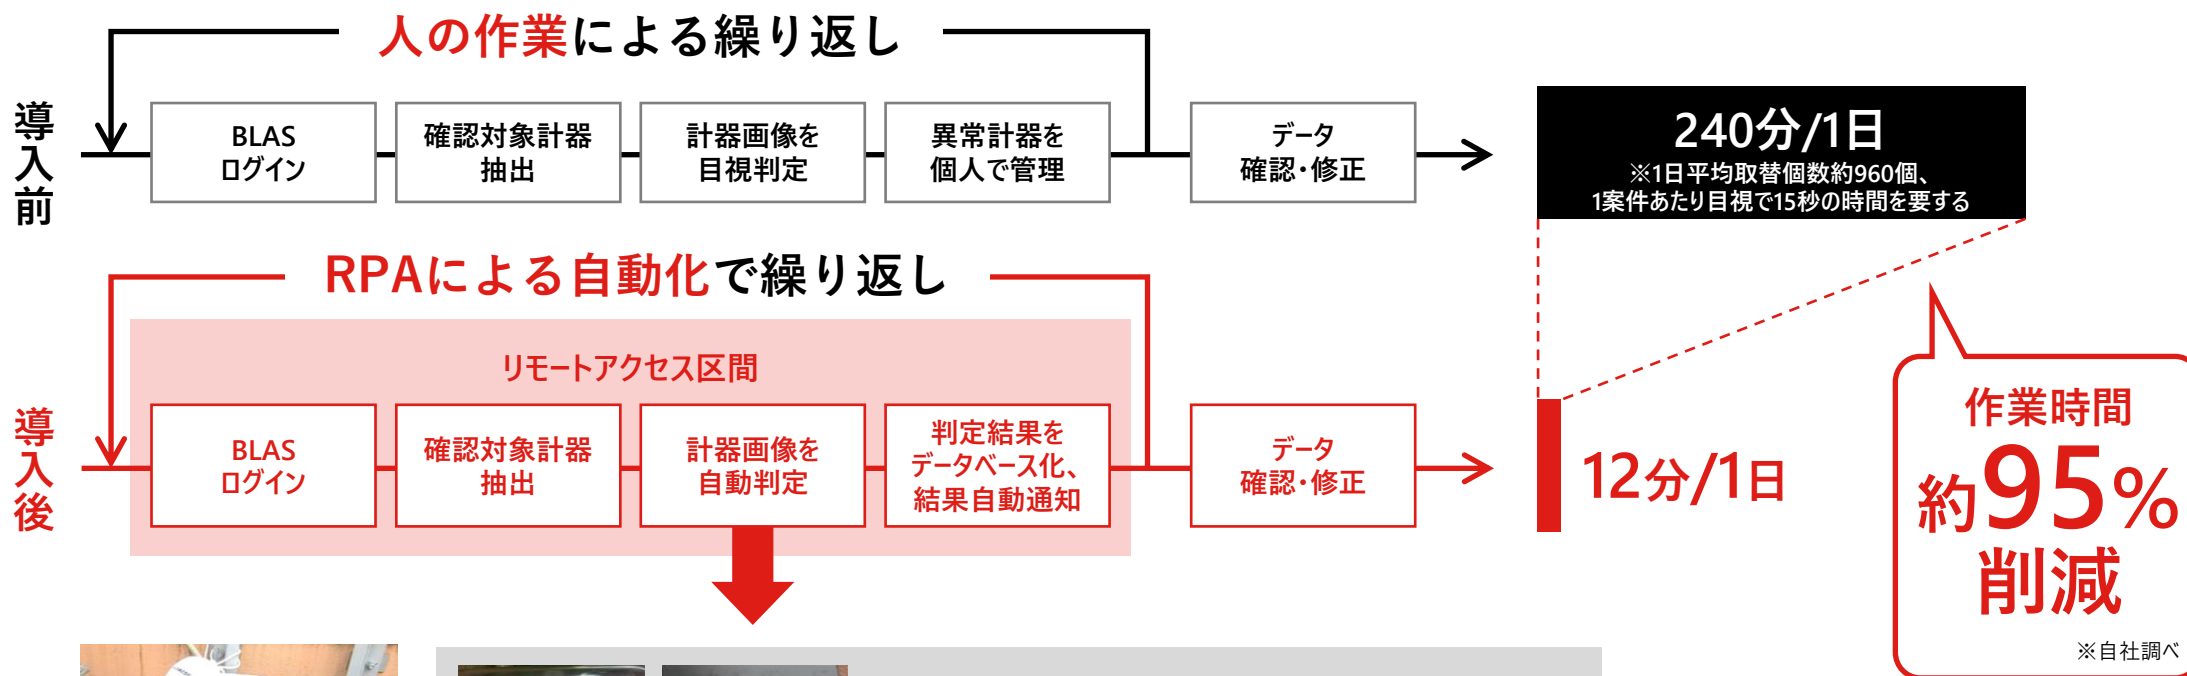 人の作業による繰り返し
導入前
BLAS
ログイン
確認対象計器
抽出
計器画像を
目視判定
異常計器を
個人で管理
データ
確認・修正
240分/1日
※1日平均取替個数約960個、
1案件あたり目視で15秒の時間を要する
RPAによる自動化で繰り返し
リモートアクセス区間
導入後
BLAS
ログイン
確認対象計器
抽出
計器画像を
自動判定
判定結果を
データベース化、
結果自動通知
データ
確認・修正
12分/1日
作業時間
約95%
削減
※自社調べ